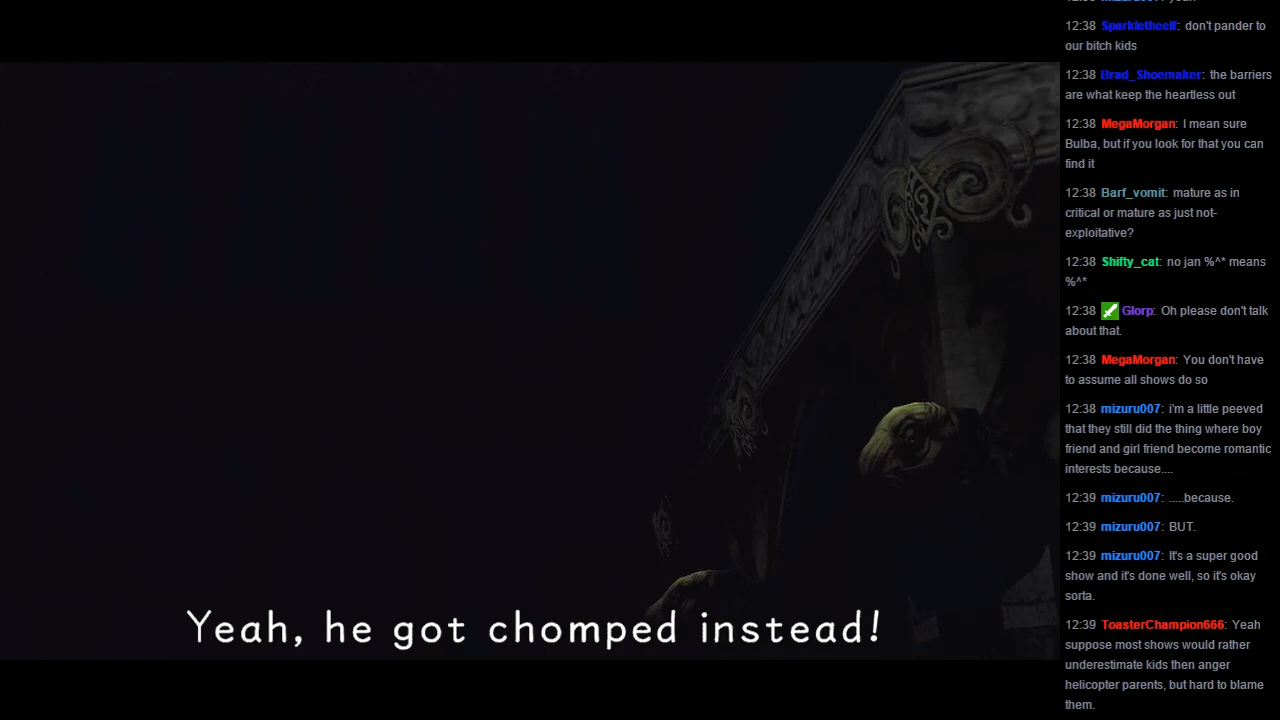 Yeah, he got chomped instead!
12:38 Sparkletheelf: don't pander to
our bitch kids
12:38 Brad_Shoemaker: the barriers
are what keep the heartless out
12:38 MegaMorgan: I mean sure
Bulba, but if you look for that you can
find it
12:38 Barf_vomit: mature as in
critical or mature as just not-
exploitative?
12:38 Shifty_cat: no jan %^* means
%^*
12:38 Glorp: Oh please don't talk
about that.
12:38 MegaMorgan: You don't have
to assume all shows do so
12:38 mizuru007: i'm a little peeved
that they still did the thing where boy
friend and girl friend become romantic
interests because....
12:39 mizuru007: .....because.
12:39 mizuru007: BUT.
12:39 mizuru007: It's a super good
show and it's done well, so it's okay
sorta.
12:39 ToasterChampion666: Yeah
suppose most shows would rather
underestimate kids then anger
helicopter parents, but hard to blame
them.